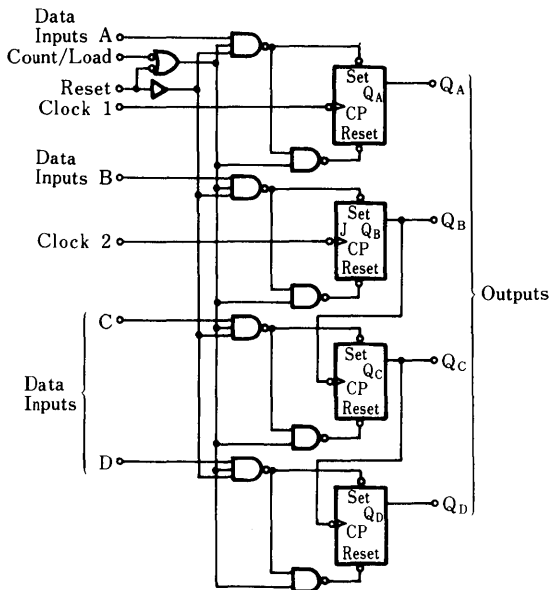 Data
Inputs A
Count/Load
Reset
Clock 1
Set
QA
CP
Reset
QA
Data
Inputs B
Clock 2
Set
J QB
CP
Reset
QB
Outputs
C
Data
Inputs
D
Set
QC
CP
Reset
QC
Set
QD
CP
Reset
QD